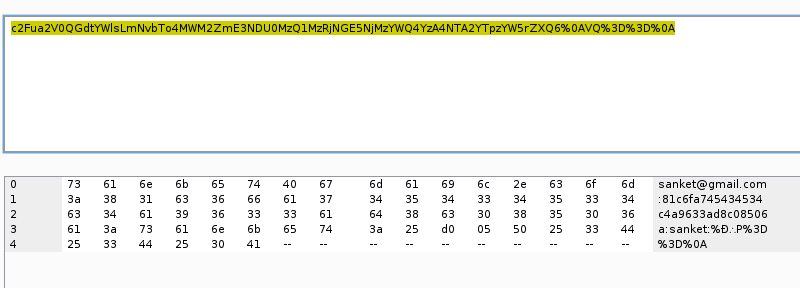 c2Fua2V0QGdtYWlsLmNvbTo4MWM2ZmE3NDU0MzQ1MzRjNGE5NjMzYWQ4YzA4NTA2YTpzYW5rZXQ6%0AVQ%3D%3D%0A
0 73 61 6e 6b 65 74 40 67 6d 61 69 6c 2e 63 6f 6d sanket@gmail.com
1 3a 38 31 63 36 66 61 37 34 35 34 33 34 35 33 34 :81c6fa745434534
2 63 34 61 39 36 33 33 61 64 38 63 30 38 35 30 36 c4a9633ad8c08506
3 61 3a 73 61 6e 6b 65 74 3a 25 d0 05 50 25 33 44 a:sanket:%Ð∴P%3D
4 25 33 44 25 30 41 -- -- -- -- -- -- -- -- -- -- %3D%0A